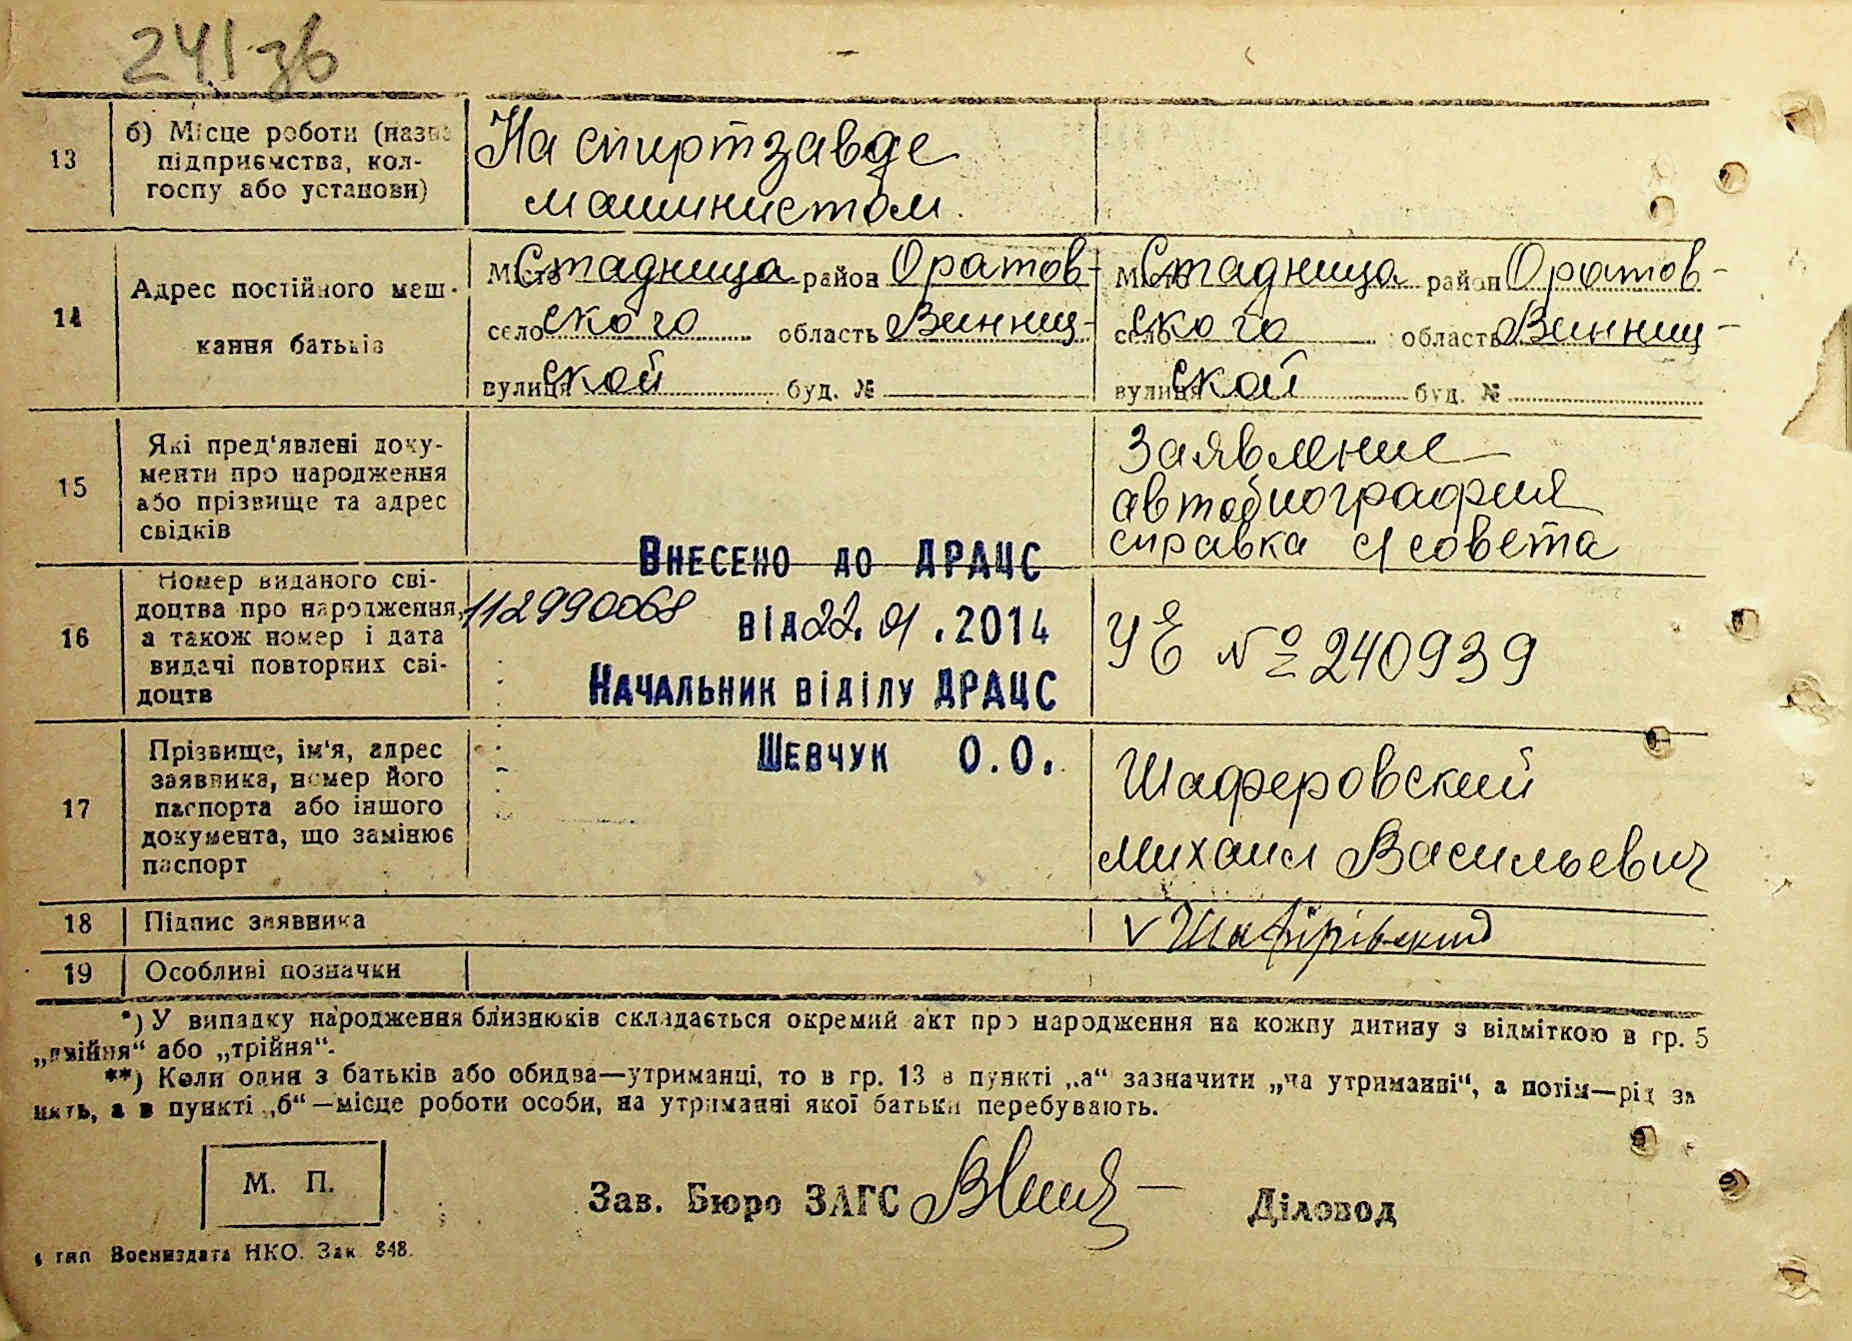 241 зв
13
б) Місце роботи (назва
підприємства, кол-
госпу або установи)
На спиртзавде
машинистом.
14
Адрес постійного меш-
кання батьків
Місто Стадница район Оратов-
село ского область Винниц-
вулиця ской буд. №
Місто Стадница район Оратов-
село ского область Винниц-
вулиця ской буд. №
15
Які пред'явлені доку-
менти про народження
або прізвище та адрес
свідків
Заявление
автобиография
справка с/совета
Внесено до ДРАЦС
від 22.01.2014
Начальник віділу ДРАЦС
Шевчук О.О.
16
Номер виданого сві-
доцтва про народження,
а також номер і дата
видачі повторних сві-
доцтв
112990068
УЕ № 240939
17
Прізвище, ім'я, адрес
заявника, номер його
паспорта або іншого
документа, що замінює
паспорт
Шаферовский
Михаил Васильевич
18
Підпис заявника
19
Особливі позначки
*) У випадку народження близнюків складається окремий акт про народження на кожну дитину з відміткою в гр. 5
„двійня“ або „трійня“.
**) Коли один з батьків або обидва—утриманці, то в гр. 13 в пункті „а“ зазначити „на утриманні“, а потім—рід за
нять, а в пункті „б“—місце роботи особи, на утриманні якої батьки перебувають.
М. П.
Зав. Бюро ЗАГС
Діловод
тип Воениздата НКО. Зак 848.